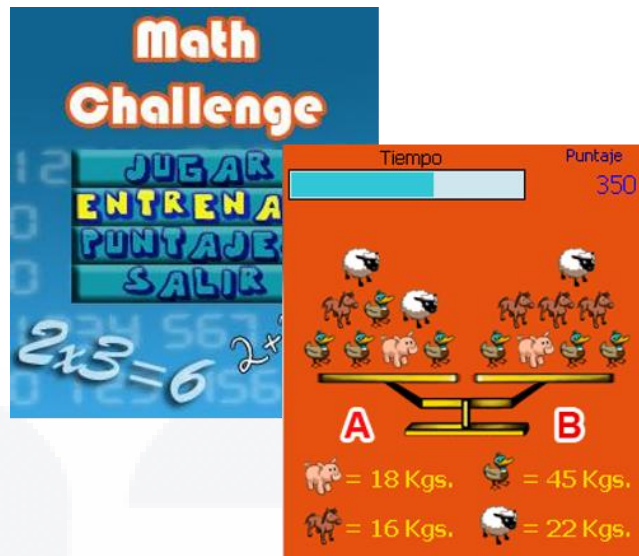 Math
Challenge
JUGAR
ENTRENA
PUNTAJE
SALIR
2x3=6
Tiempo
Puntaje
350
A
B
= 18 Kgs.
= 45 Kgs.
= 16 Kgs.
= 22 Kgs.